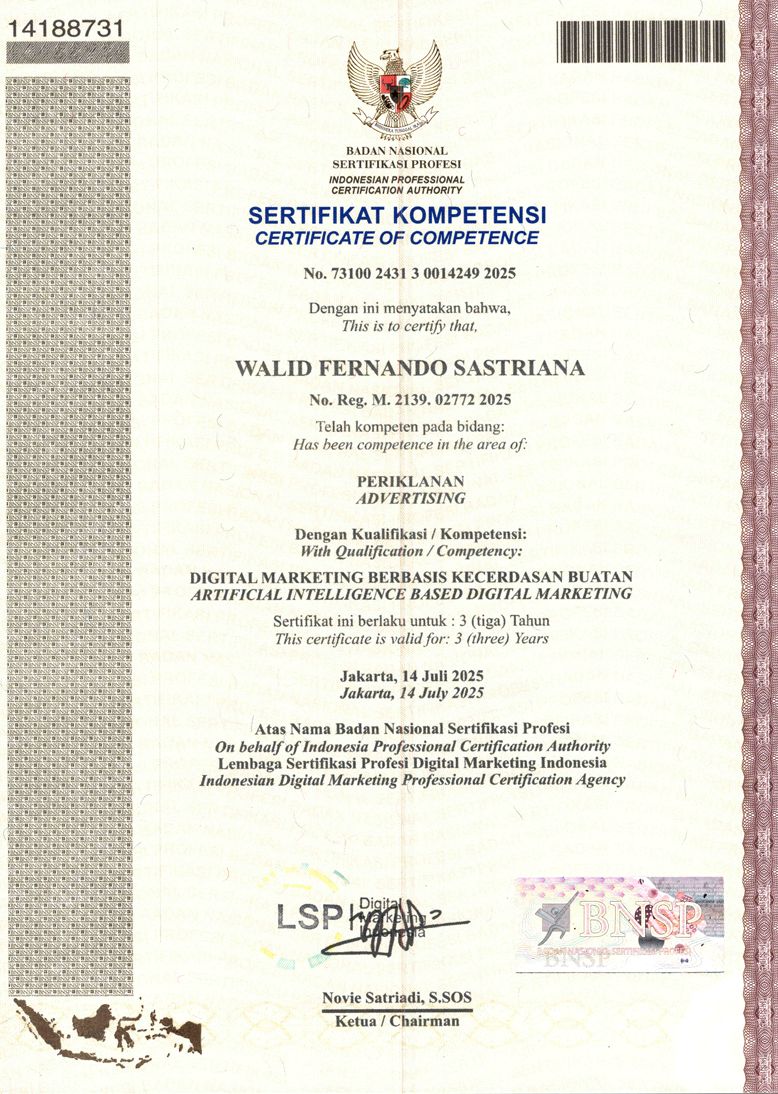 14188731
BADAN NASIONAL
SERTIFIKASI PROFESI
INDONESIAN PROFESSIONAL
CERTIFICATION AUTHORITY
SERTIFIKAT KOMPETENSI
CERTIFICATE OF COMPETENCE
No. 73100 2431 3 0014249 2025
Dengan ini menyatakan bahwa,
This is to certify that,
WALID FERNANDO SASTRIANA
No. Reg. M. 2139. 02772 2025
Telah kompeten pada bidang:
Has been competence in the area of:
PERIKLANAN
ADVERTISING
Dengan Kualifikasi / Kompetensi:
With Qualification / Competency:
DIGITAL MARKETING BERBASIS KECERDASAN BUATAN
ARTIFICIAL INTELLIGENCE BASED DIGITAL MARKETING
Sertifikat ini berlaku untuk : 3 (tiga) Tahun
This certificate is valid for: 3 (three) Years
Jakarta, 14 Juli 2025
Jakarta, 14 July 2025
Atas Nama Badan Nasional Sertifikasi Profesi
On behalf of Indonesia Professional Certification Authority
Lembaga Sertifikasi Profesi Digital Marketing Indonesia
Indonesian Digital Marketing Professional Certification Agency
LSP Digital
Marketing
Indonesia
BNSP
BADAN NASIONAL SERTIFIKASI PROFESI
BNSP
Novie Satriadi, S.SOS
Ketua / Chairman